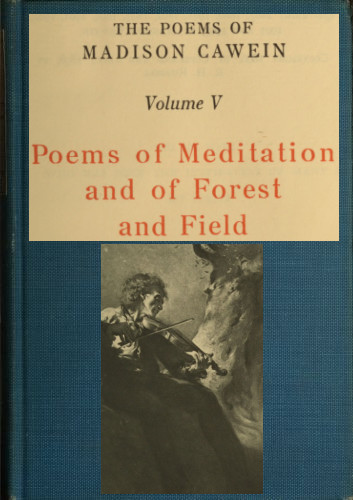 THE POEMS OF
MADISON CAWEIN
Volume V
Poems of Meditation
and of Forest
and Field